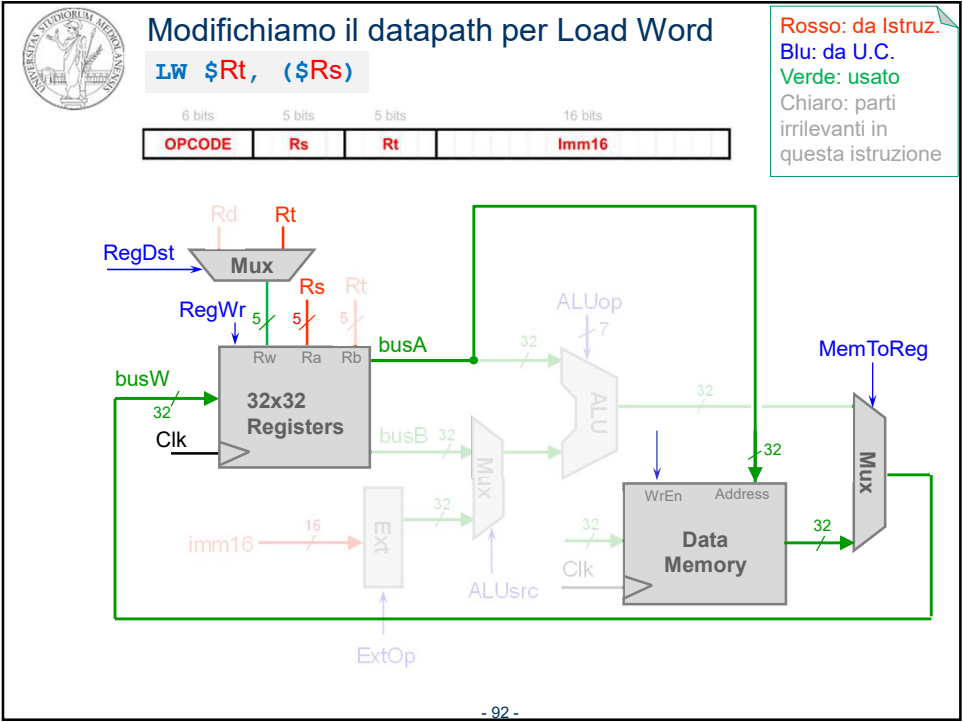 UNIVERSITAS STUDIORUM MEDIOLANENSIS
Modifichiamo il datapath per Load Word
LW $Rt, ($Rs)
Rosso: da Istruz.
Blu: da U.C.
Verde: usato
Chiaro: parti
irrilevanti in
questa istruzione
6 bits 5 bits 5 bits 16 bits
OPCODE Rs Rt Imm16
Rd Rt
RegDst
Mux
Rs Rt
RegWr
5 5 5
ALUop
7
Rw Ra Rb
busA
32
MemToReg
busW
32
32x32
Registers
ALU
32
Clk
busB 32
Mux
32
Mux
WrEn Address
32
imm16 16
Ext
32
32
Data
Memory
Clk
ALUsrc
ExtOp
- 92 -